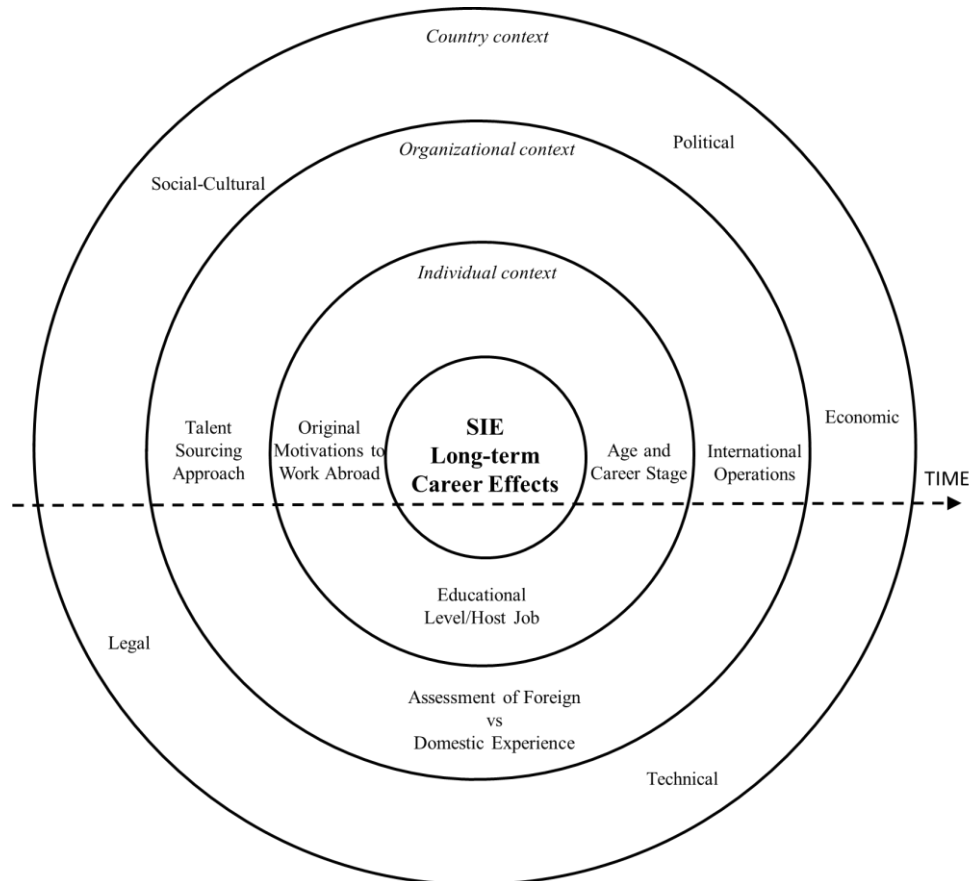 Country context
Political
Organizational context
Social-Cultural
Individual context
SIE
Long-term
Career Effects
Talent
Sourcing
Approach
Original
Motivations to
Work Abroad
Age and
Career Stage
International
Operations
Economic
TIME
Educational
Level/Host Job
Legal
Assessment of Foreign
vs
Domestic Experience
Technical